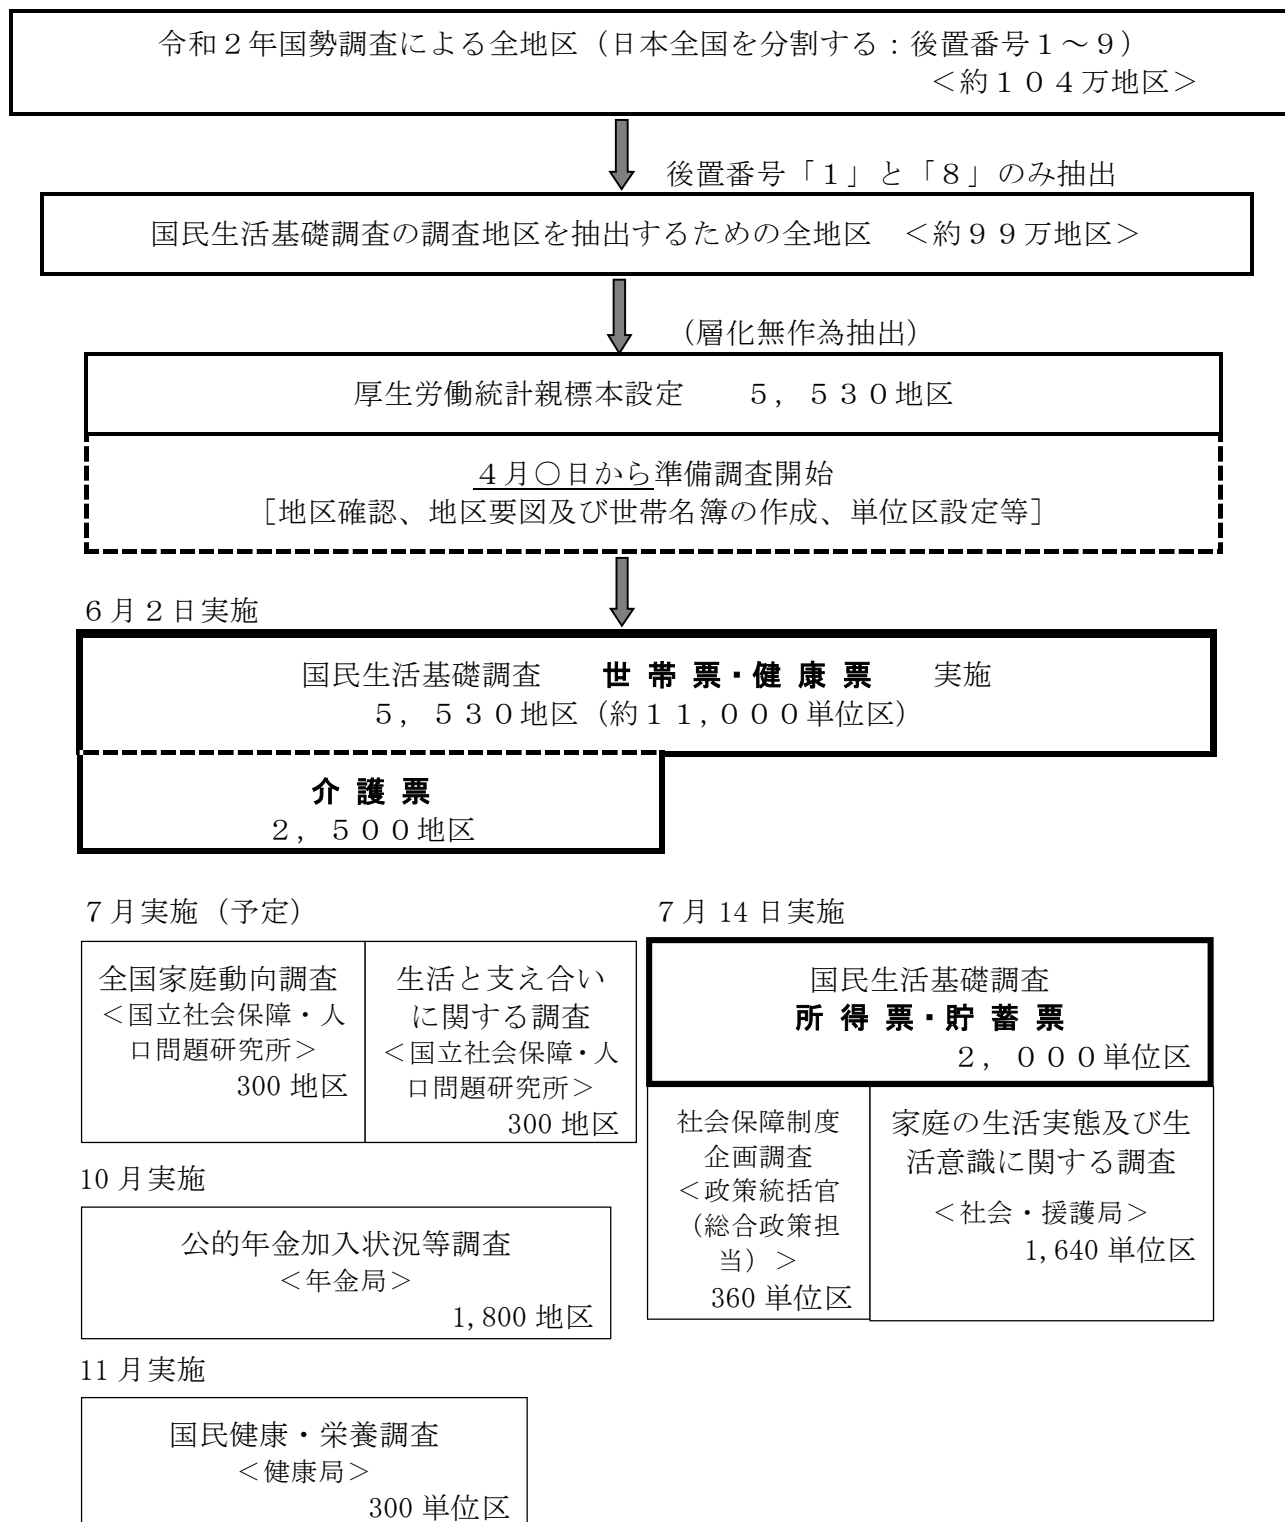 令和２年国勢調査による全地区（日本全国を分割する：後置番号１～９）
＜約１０４万地区＞
後置番号「１」と「８」のみ抽出
国民生活基礎調査の調査地区を抽出するための全地区　＜約９９万地区＞
（層化無作為抽出）
厚生労働統計親標本設定　　５，５３０地区
４月〇日から準備調査開始
［地区確認、地区要図及び世帯名簿の作成、単位区設定等］
６月２日実施
国民生活基礎調査　世帯票・健康票　実施
５，５３０地区（約１１,０００単位区）
介護票
２，５００地区
７月実施（予定）
全国家庭動向調査
＜国立社会保障・人
口問題研究所＞
300 地区
生活と支え合い
に関する調査
＜国立社会保障・人
口問題研究所＞
300 地区
７月 14 日実施
国民生活基礎調査
所得票・貯蓄票
２，０００単位区
社会保障制度
企画調査
＜政策統括官
（総合政策担
当）＞
360 単位区
家庭の生活実態及び生
活意識に関する調査
＜社会・援護局＞
1,640 単位区
10 月実施
公的年金加入状況等調査
＜年金局＞
1,800 地区
11 月実施
国民健康・栄養調査
＜健康局＞
300 単位区